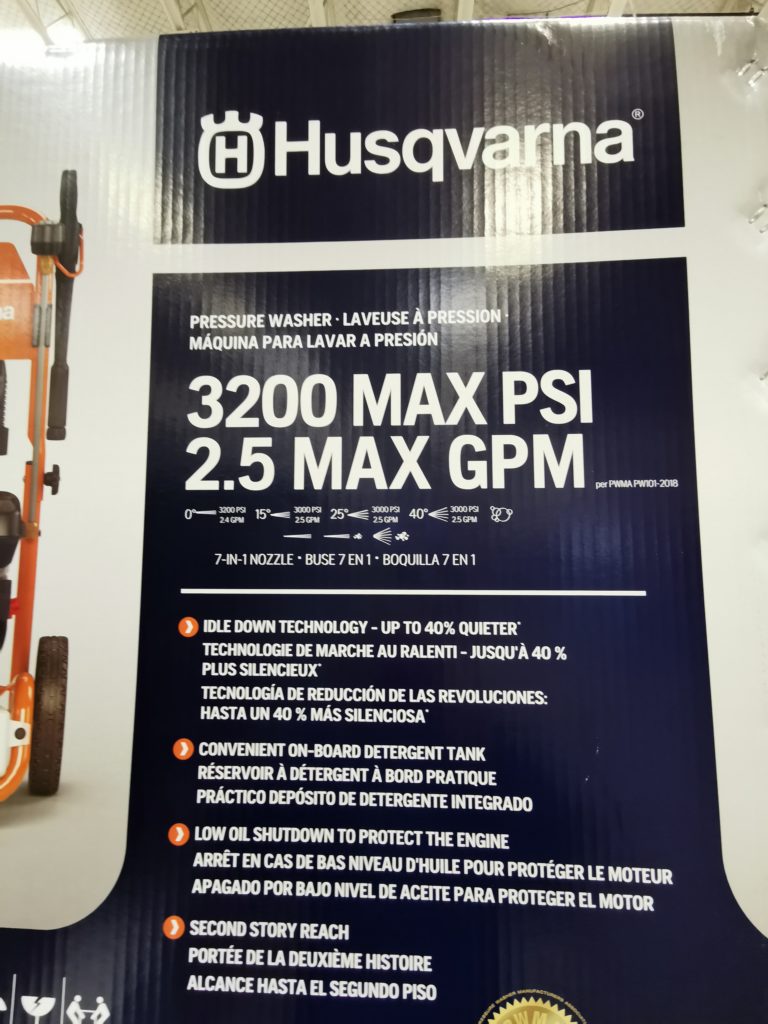 Husqvarna®
PRESSURE WASHER · LAVEUSE À PRESSION ·
MÁQUINA PARA LAVAR A PRESIÓN
3200 MAX PSI
2.5 MAX GPM
per PWMA PW101-2018
0° 3200 PSI 15° 3000 PSI 25° 3000 PSI 40° 3000 PSI
2.4 GPM 2.5 GPM 2.5 GPM 2.5 GPM
7-IN-1 NOZZLE • BUSE 7 EN 1 • BOQUILLA 7 EN 1
IDLE DOWN TECHNOLOGY - UP TO 40% QUIETER*
TECHNOLOGIE DE MARCHE AU RALENTI - JUSQU'À 40 %
PLUS SILENCIEUX*
TECNOLOGÍA DE REDUCCIÓN DE LAS REVOLUCIONES:
HASTA UN 40 % MÁS SILENCIOSA*
CONVENIENT ON-BOARD DETERGENT TANK
RÉSERVOIR À DÉTERGENT À BORD PRATIQUE
PRÁCTICO DEPÓSITO DE DETERGENTE INTEGRADO
LOW OIL SHUTDOWN TO PROTECT THE ENGINE
ARRÊT EN CAS DE BAS NIVEAU D'HUILE POUR PROTÉGER LE MOTEUR
APAGADO POR BAJO NIVEL DE ACEITE PARA PROTEGER EL MOTOR
SECOND STORY REACH
PORTÉE DE LA DEUXIÈME HISTOIRE
ALCANCE HASTA EL SEGUNDO PISO